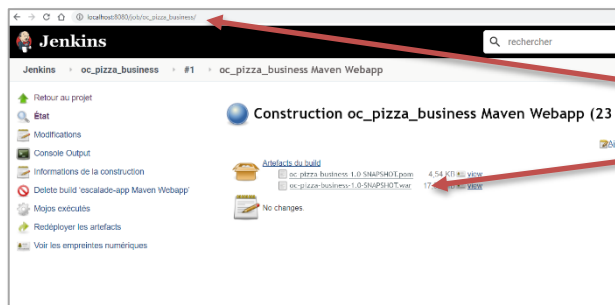 localhost:8080/job/oc_pizza_business/
Jenkins
rechercher
Jenkins oc_pizza_business #1 oc_pizza_business Maven Webapp
Retour au projet
État
Modifications
Console Output
Informations de la construction
Delete build 'escalade-app Maven Webapp'
Mojos exécutés
Redéployer les artefacts
Voir les empreintes numériques
Construction oc_pizza_business Maven Webapp (23
Artefacts du build
oc-pizza-business-1.0-SNAPSHOT.pom 4,54 KB view
oc-pizza-business-1.0-SNAPSHOT.war view
No changes.